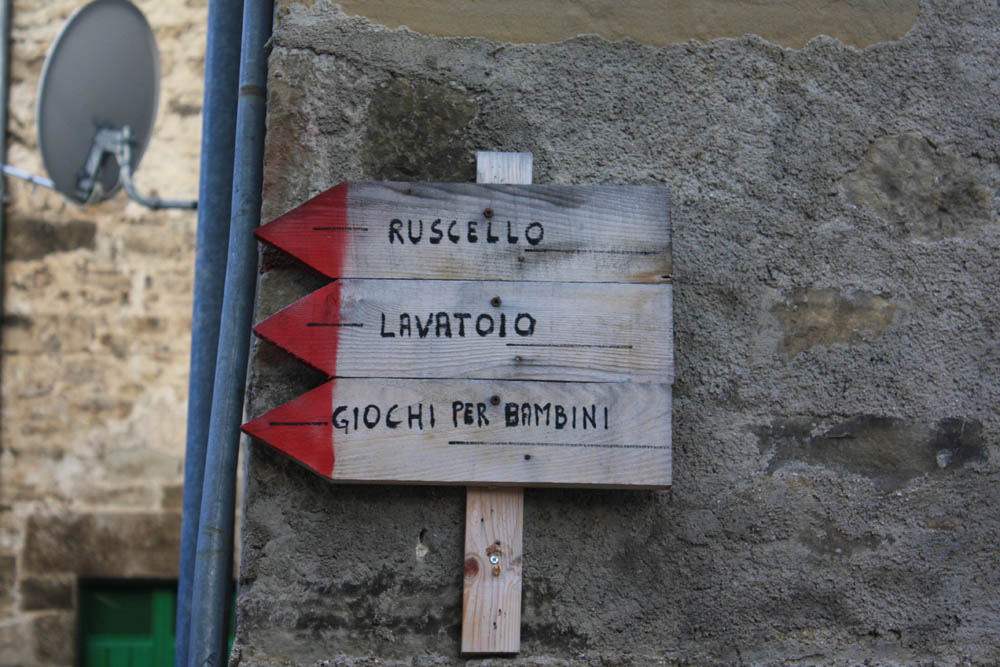 RUSCELLO
LAVATOIO
GIOCHI PER BAMBINI